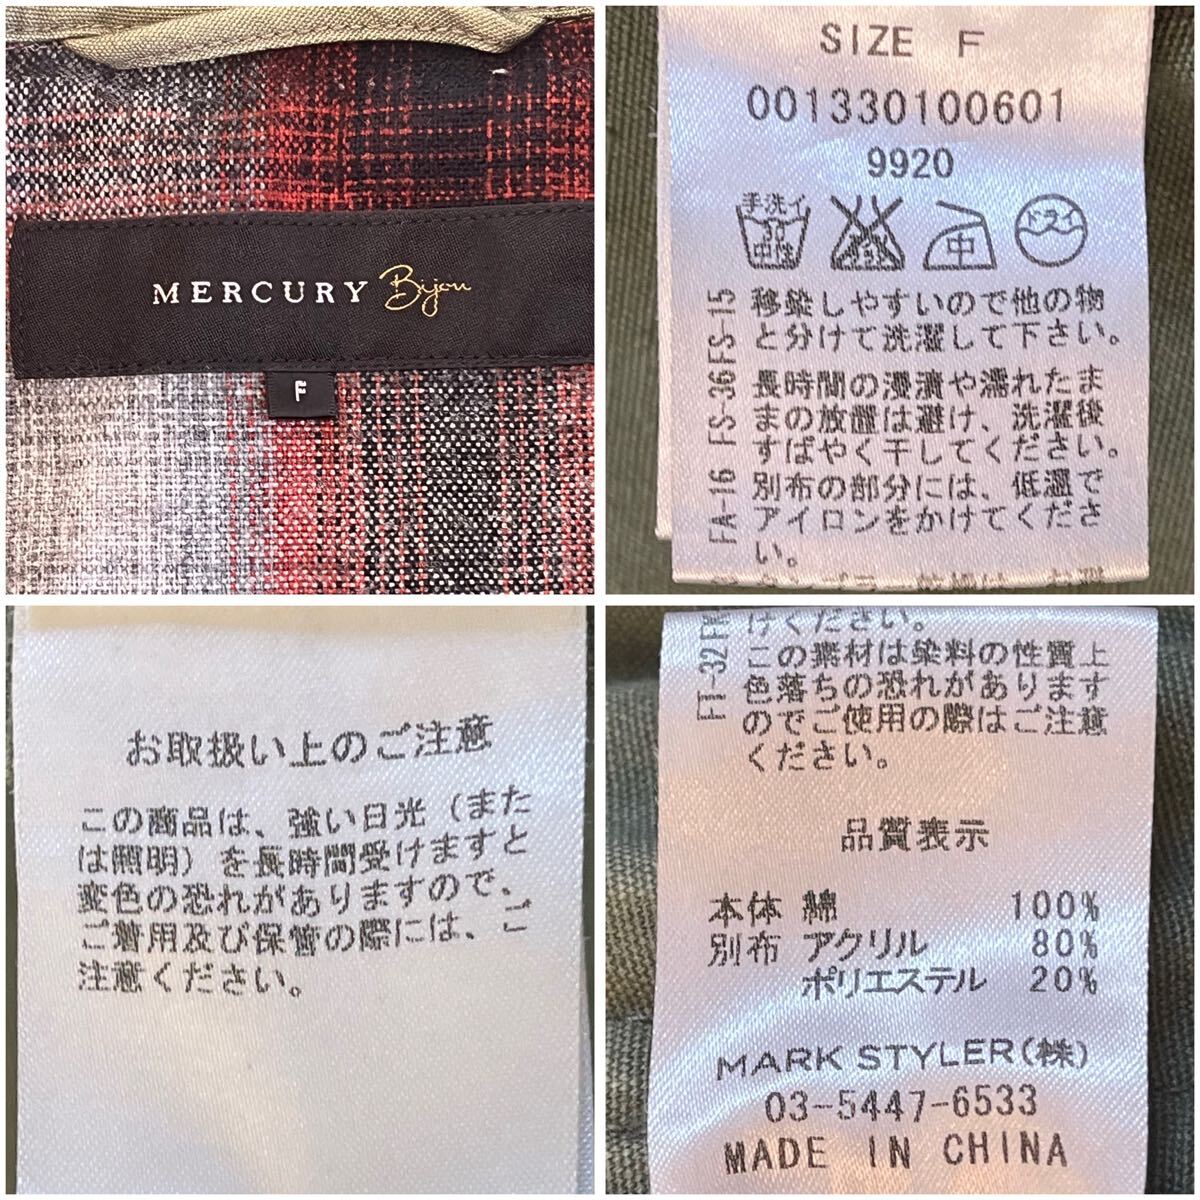 MERCURY Bijou
F
SIZE F
001330100601
9920
手洗イ
30
中性
エンソサラシ
中
ドライ
移染しやすいので他の物
と分けて洗濯して下さい。
長時間の浸漬や濡れたま
まの放置は避け、洗濯後
すばやく干してください。
別布の部分には、低温で
アイロンをかけてくださ
い。
FA-16 FS-36FS-15
お取扱い上のご注意
この商品は、強い日光(また
は照明)を長時間受けますと
変色の恐れがありますので、
ご着用及び保管の際には、ご
注意ください。
けください。
この素材は染料の性質上
色落ちの恐れがあります
のでご使用の際はご注意
ください。
品質表示
本体 綿 100%
別布 アクリル 80%
ポリエステル 20%
MARK STYLER(株)
03-5447-6533
MADE IN CHINA